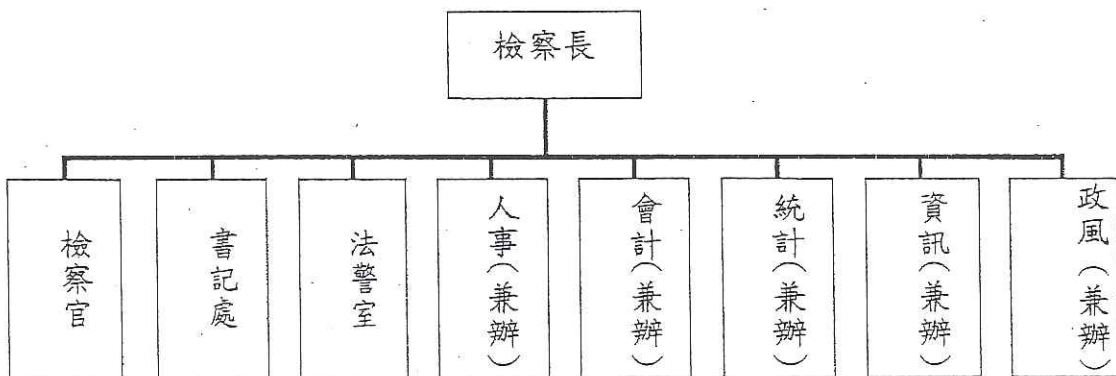 檢察長
檢察官
書記處
法警室
人事(兼辦)
會計(兼辦)
統計(兼辦)
資訊(兼辦)
政風(兼辦)